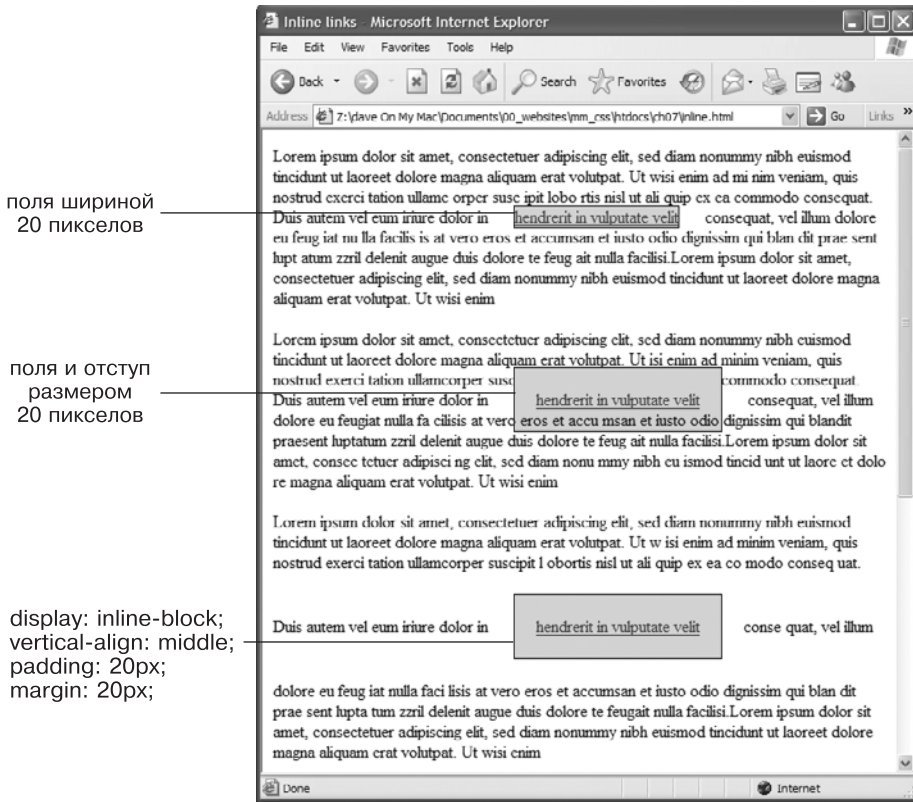 Inline links - Microsoft Internet Explorer
File Edit View Favorites Tools Help
Back Search Favorites
Address Z:\dave On My Mac\Documents\00_websites\mm_css\htdocs\ch07\inline.html Go Links »
Lorem ipsum dolor sit amet, consectetuer adipiscing elit, sed diam nonummy nibh euismod
tincidunt ut laoreet dolore magna aliquam erat volutpat. Ut wisi enim ad mi nim veniam, quis
nostrud exerci tation ullamc orper susc ipit lobo rtis nisl ut ali quip ex ea commodo consequat.
Duis autem vel eum iriure dolor in hendrerit in vulputate velit consequat, vel illum dolore
eu feug iat nu lla facilis is at vero eros et accumsan et iusto odio dignissim qui blan dit prae sent
lupt atum zzril delenit augue duis dolore te feug ait nulla facilisi.Lorem ipsum dolor sit amet,
consectetuer adipiscing elit, sed diam nonummy nibh euismod tincidunt ut laoreet dolore magna
aliquam erat volutpat. Ut wisi enim
поля шириной
20 пикселов
Lorem ipsum dolor sit amet, consectetuer adipiscing elit, sed diam nonummy nibh euismod
tincidunt ut laoreet dolore magna aliquam erat volutpat. Ut isi enim ad minim veniam, quis
nostrud exerci tation ullamcorper susc commodo consequat.
Duis autem vel eum iriure dolor in hendrerit in vulputate velit consequat, vel illum
dolore eu feugiat nulla fa cilisis at vero eros et accu msan et iusto odio dignissim qui blandit
praesent luptatum zzril delenit augue duis dolore te feug ait nulla facilisi.Lorem ipsum dolor sit
amet, consec tetuer adipisci ng elit, sed diam nonu mmy nibh eu ismod tincid unt ut laore et dolo
re magna aliquam erat volutpat. Ut wisi enim
поля и отступ
размером
20 пикселов
Lorem ipsum dolor sit amet, consectetuer adipiscing elit, sed diam nonummy nibh euismod
tincidunt ut laoreet dolore magna aliquam erat volutpat. Ut w isi enim ad minim veniam, quis
nostrud exerci tation ullamcorper suscipit l obortis nisl ut ali quip ex ea co modo conseq uat.
Duis autem vel eum iriure dolor in hendrerit in vulputate velit conse quat, vel illum
dolore eu feug iat nulla faci lisis at vero eros et accumsan et iusto odio dignissim qui blan dit
prae sent lupta tum zzril delenit augue duis dolore te feugait nulla facilisi.Lorem ipsum dolor sit
amet, consectetuer adipiscing elit, sed diam nonummy nibh euismod tincidunt ut laoreet dolore
magna aliquam erat volutpat. Ut wisi enim
display: inline-block;
vertical-align: middle;
padding: 20px;
margin: 20px;
Done Internet